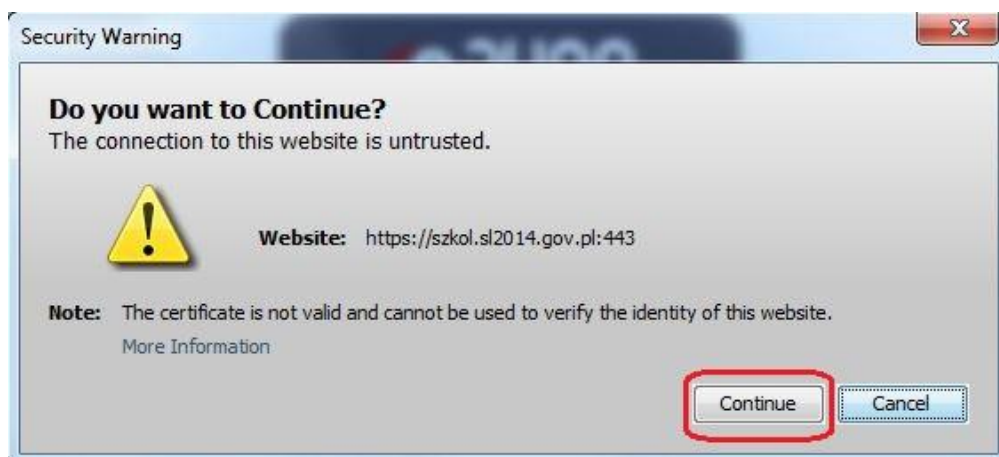 Security Warning
Do you want to Continue?
The connection to this website is untrusted.
Website: https://szkol.sl2014.gov.pl:443
Note: The certificate is not valid and cannot be used to verify the identity of this website.
More Information
Continue Cancel